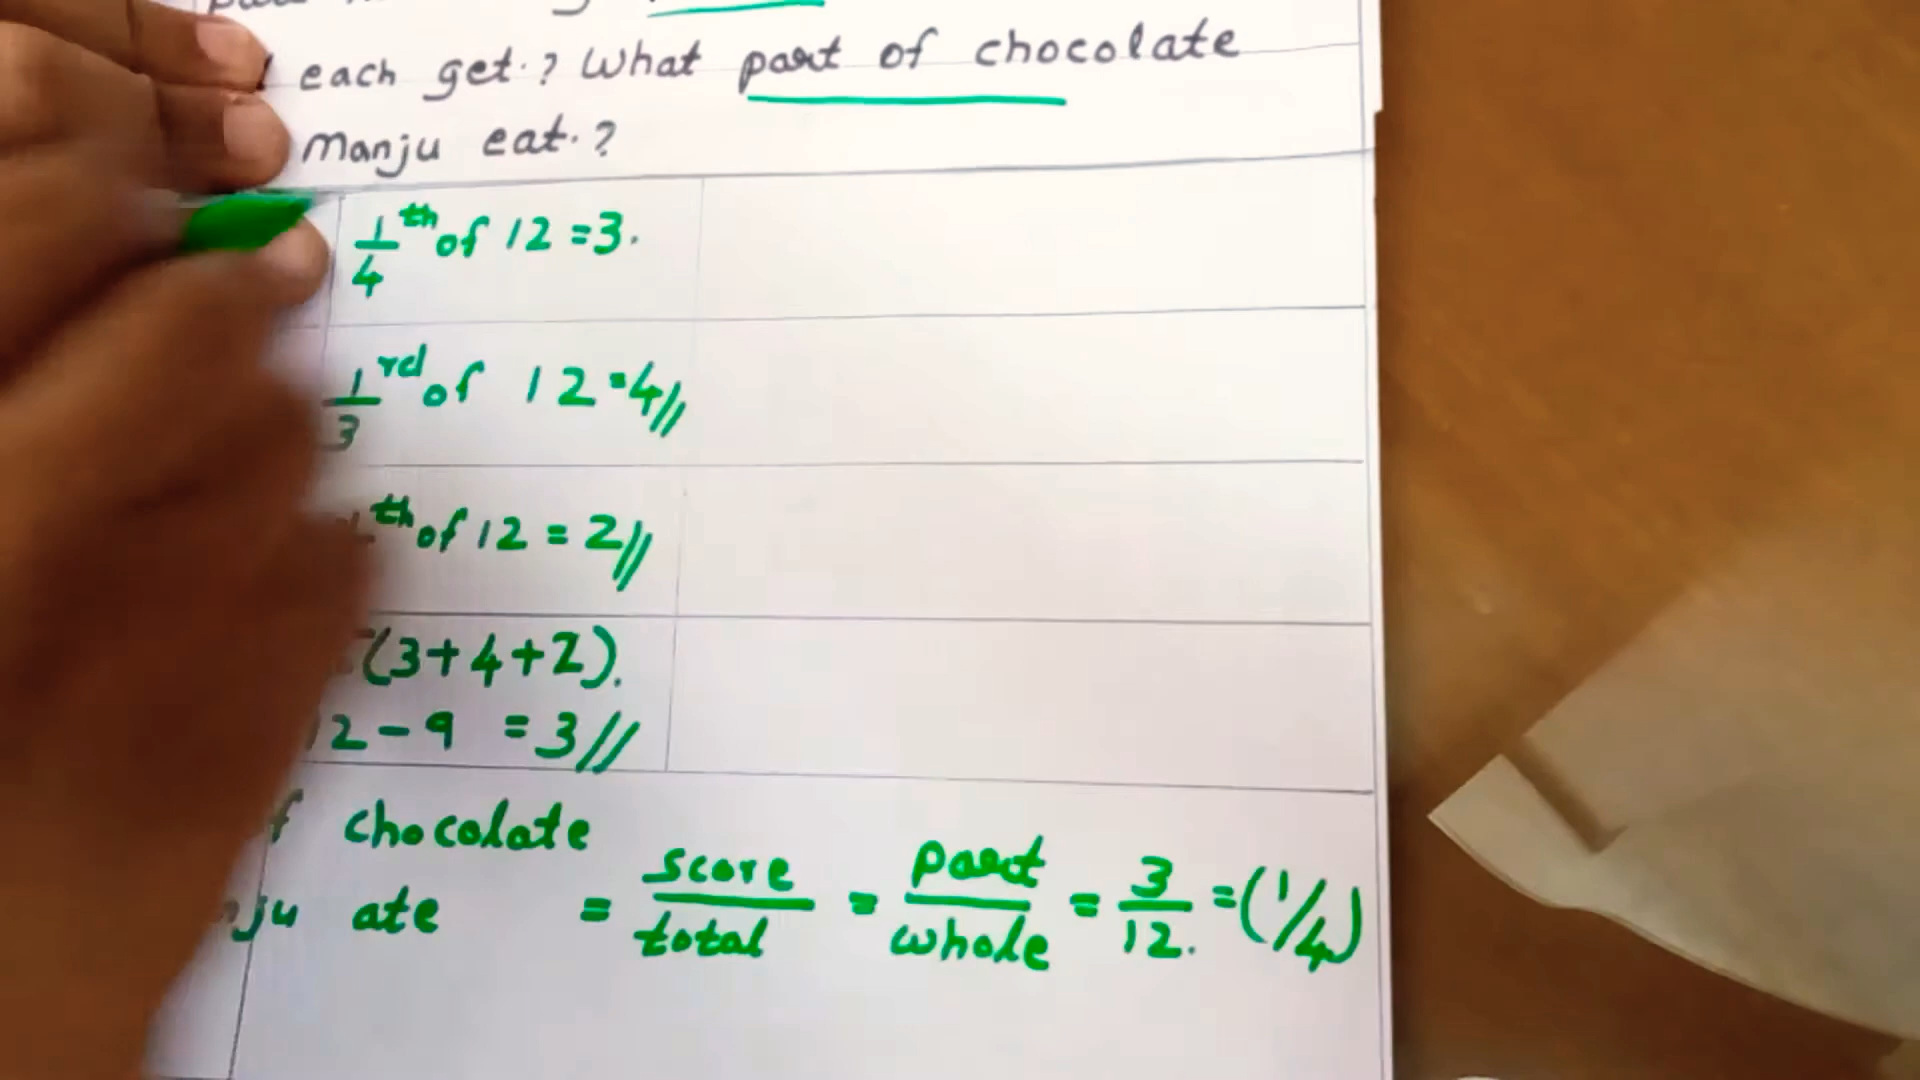 each get.? What part of chocolate
Manju eat.?
1/4 th of 12 = 3.
1/3 rd of 12 = 4//
th of 12 = 2//
(3+4+2).
12 - 9 = 3//
chocolate
ate = score/total = part/whole = 3/12. = (1/4)